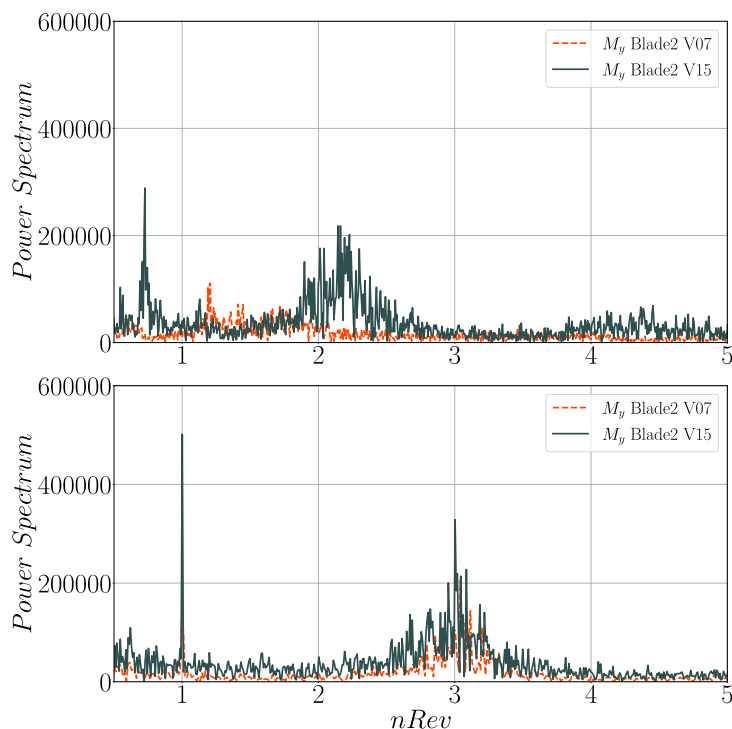 600000
400000
200000
0
Power Spectrum
M_y Blade2 V07
M_y Blade2 V15
1 2 3 4 5
600000
400000
200000
0
Power Spectrum
M_y Blade2 V07
M_y Blade2 V15
1 2 3 4 5
nRev